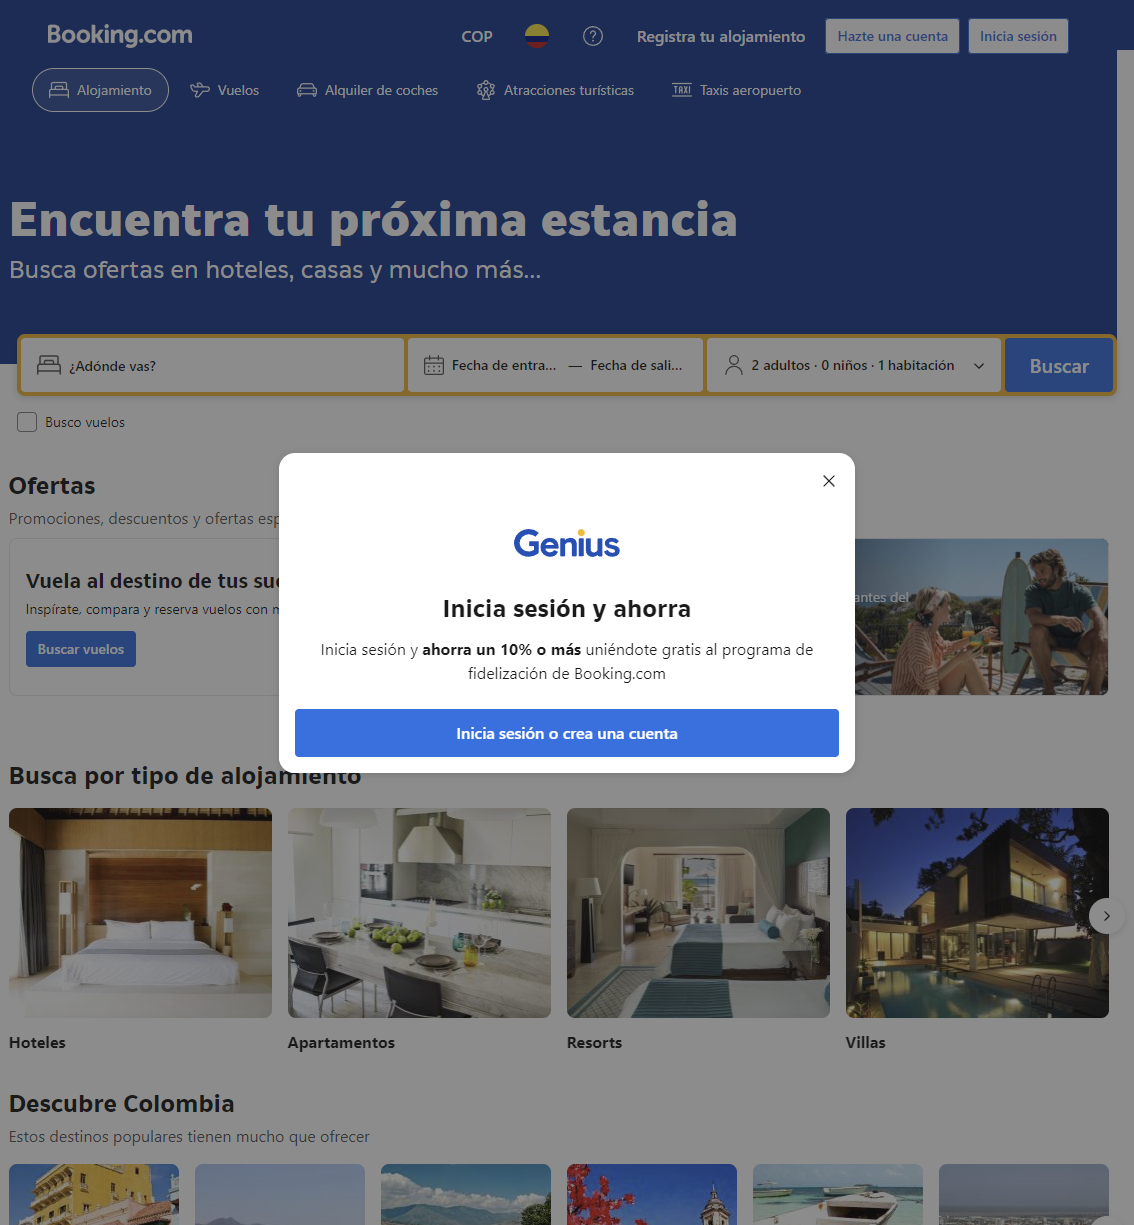 Booking.com
COP
Registra tu alojamiento
Hazte una cuenta
Inicia sesión
Alojamiento
Vuelos
Alquiler de coches
Atracciones turísticas
TAXI
Taxis aeropuerto
Encuentra tu próxima estancia
Busca ofertas en hoteles, casas y mucho más...
¿Adónde vas?
Fecha de entra... — Fecha de sali...
2 adultos · 0 niños · 1 habitación
Buscar
Busco vuelos
Ofertas
Promociones, descuentos y ofertas esp
Vuela al destino de tus sue
Inspírate, compara y reserva vuelos con m
Buscar vuelos
antes del
Genius
Inicia sesión y ahorra
Inicia sesión y ahorra un 10% o más uniéndote gratis al programa de
fidelización de Booking.com
Inicia sesión o crea una cuenta
Busca por tipo de alojamiento
Hoteles
Apartamentos
Resorts
Villas
Descubre Colombia
Estos destinos populares tienen mucho que ofrecer